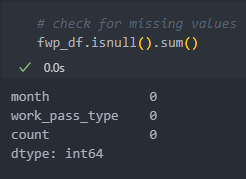 # check for missing values
fwp_df.isnull().sum()
0.0s
month 0
work_pass_type 0
count 0
dtype: int64